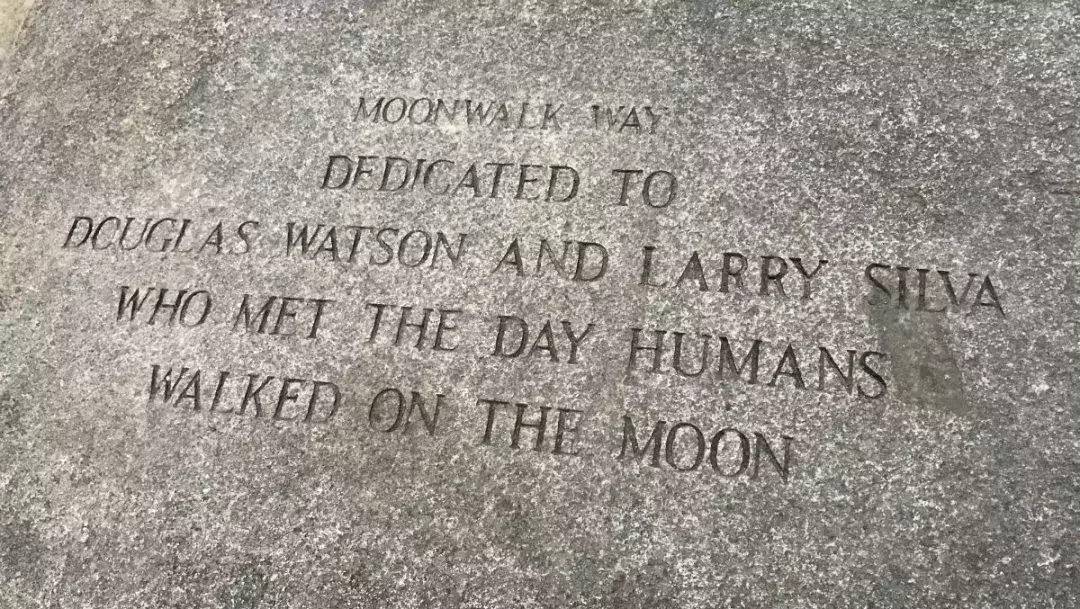 MOONWALK WAY
DEDICATED TO
DOUGLAS WATSON AND LARRY SILVA
WHO MET THE DAY HUMANS
WALKED ON THE MOON